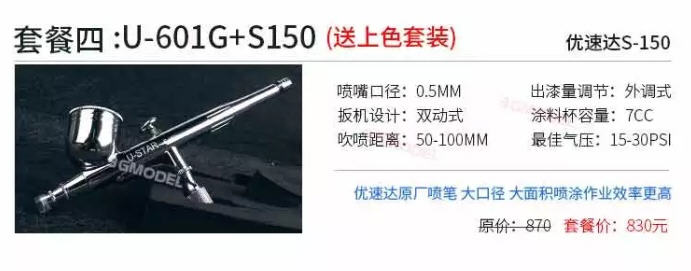 套餐四 :U-601G+S150 (送上色套装)
优速达S-150
喷嘴口径：0.5MM
出漆量调节：外调式
扳机设计：双动式
涂料杯容量：7CC
吹喷距离：50-100MM
最佳气压：15-30PSI
U-STAR
4GMODEL
4GMODEL
优速达原厂喷笔 大口径 大面积喷涂作业效率更高
原价：870 套餐价：830元